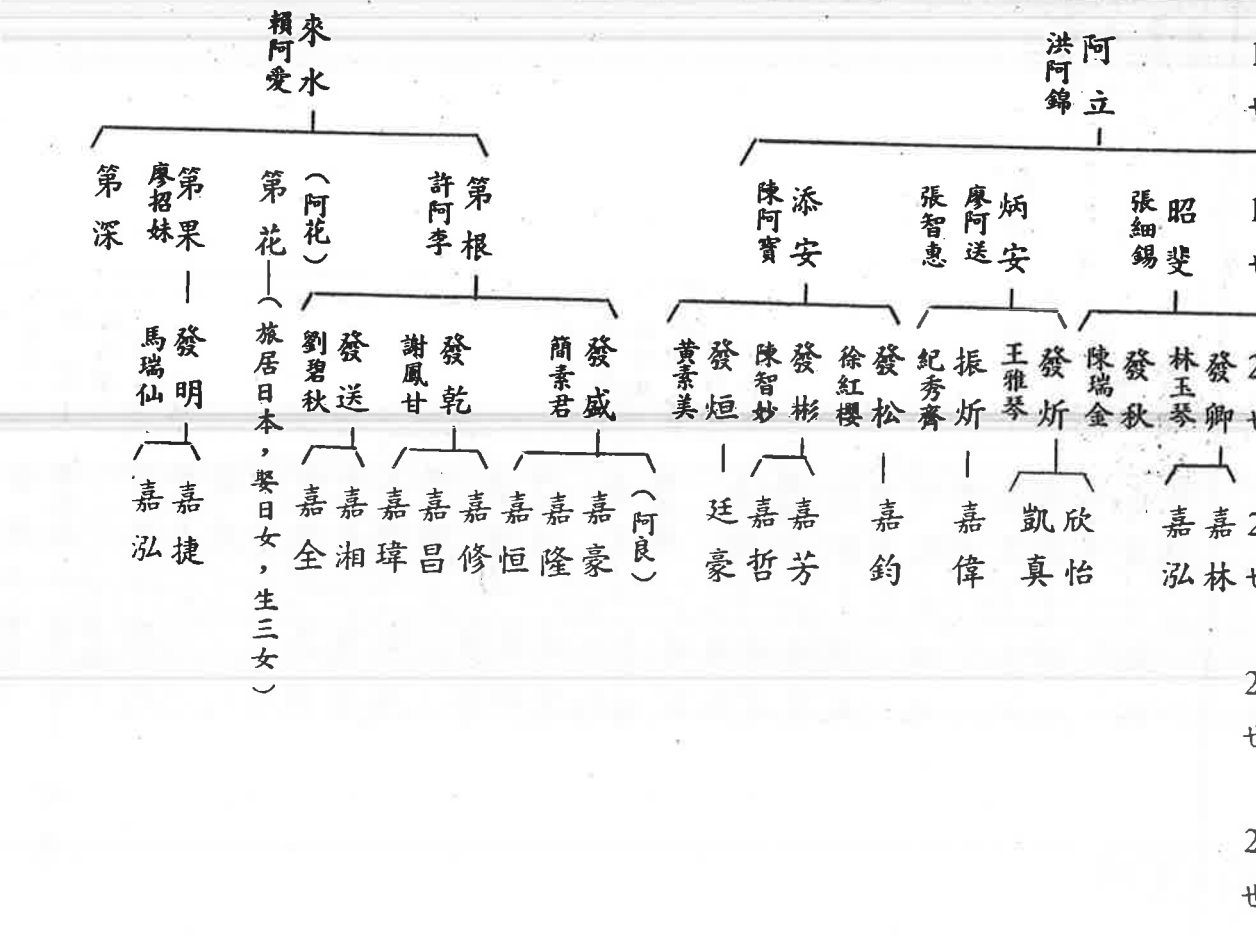 阿立
洪阿錦
來水
賴阿愛
昭斐
張細錫
炳安
廖阿送
張智惠
添安
陳阿寶
第根
許阿李
(阿花)
第花
第果
廖招妹
第深
發卿
林玉琴
發秋
陳瑞金
發炘
王雅琴
振炘
紀秀齊
發松
徐紅櫻
發彬
陳智妙
發烜
黃素美
發盛
簡素君
發乾
謝鳳甘
發送
劉碧秋
(旅居日本,娶日女,生三女)
發明
馬瑞仙
嘉林
嘉泓
欣怡
凱真
嘉偉
嘉鈞
嘉芳
嘉哲
廷豪
(阿良)
嘉豪
嘉隆
嘉恒
嘉修
嘉昌
嘉瑋
嘉湘
嘉全
嘉捷
嘉泓